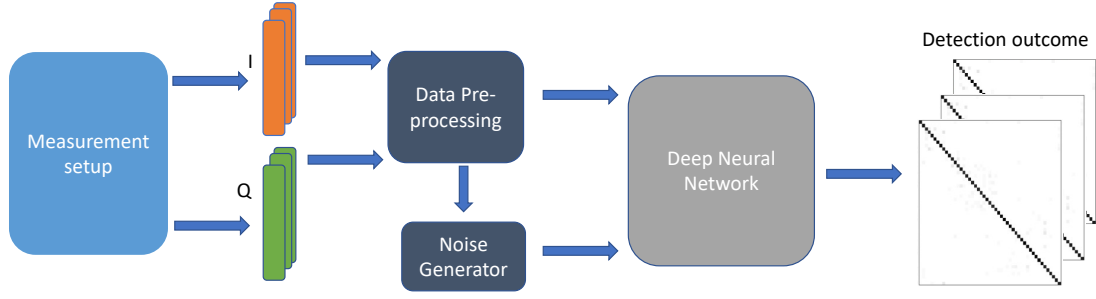 Measurement
setup
I
Q
Data Pre-
processing
Noise
Generator
Deep Neural
Network
Detection outcome